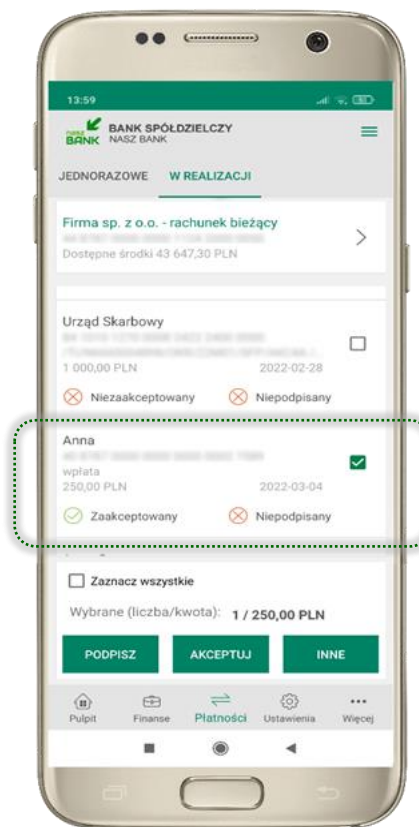 13:59
nasz BANK BANK SPÓŁDZIELCZY
NASZ BANK
JEDNORAZOWE W REALIZACJI
Firma sp. z o.o. - rachunek bieżący
Dostępne środki 43 647,30 PLN
Urząd Skarbowy
1 000,00 PLN 2022-02-28
Niezaakceptowany Niepodpisany
Anna
wpłata
250,00 PLN 2022-03-04
Zaakceptowany Niepodpisany
Zaznacz wszystkie
Wybrane (liczba/kwota): 1 / 250,00 PLN
PODPISZ AKCEPTUJ INNE
Pulpit Finanse Płatności Ustawienia Więcej